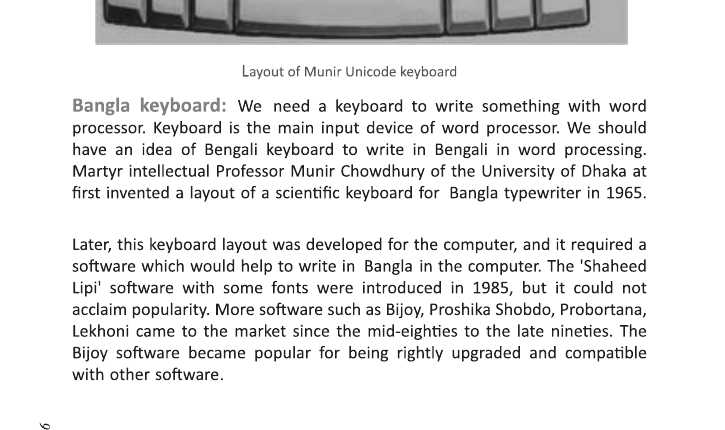 Layout of Munir Unicode keyboard
Bangla keyboard: We need a keyboard to write something with word
processor. Keyboard is the main input device of word processor. We should
have an idea of Bengali keyboard to write in Bengali in word processing.
Martyr intellectual Professor Munir Chowdhury of the University of Dhaka at
first invented a layout of a scientific keyboard for Bangla typewriter in 1965.
Later, this keyboard layout was developed for the computer, and it required a
software which would help to write in Bangla in the computer. The 'Shaheed
Lipi' software with some fonts were introduced in 1985, but it could not
acclaim popularity. More software such as Bijoy, Proshika Shobdo, Probortana,
Lekhoni came to the market since the mid-eighties to the late nineties. The
Bijoy software became popular for being rightly upgraded and compatible
with other software.